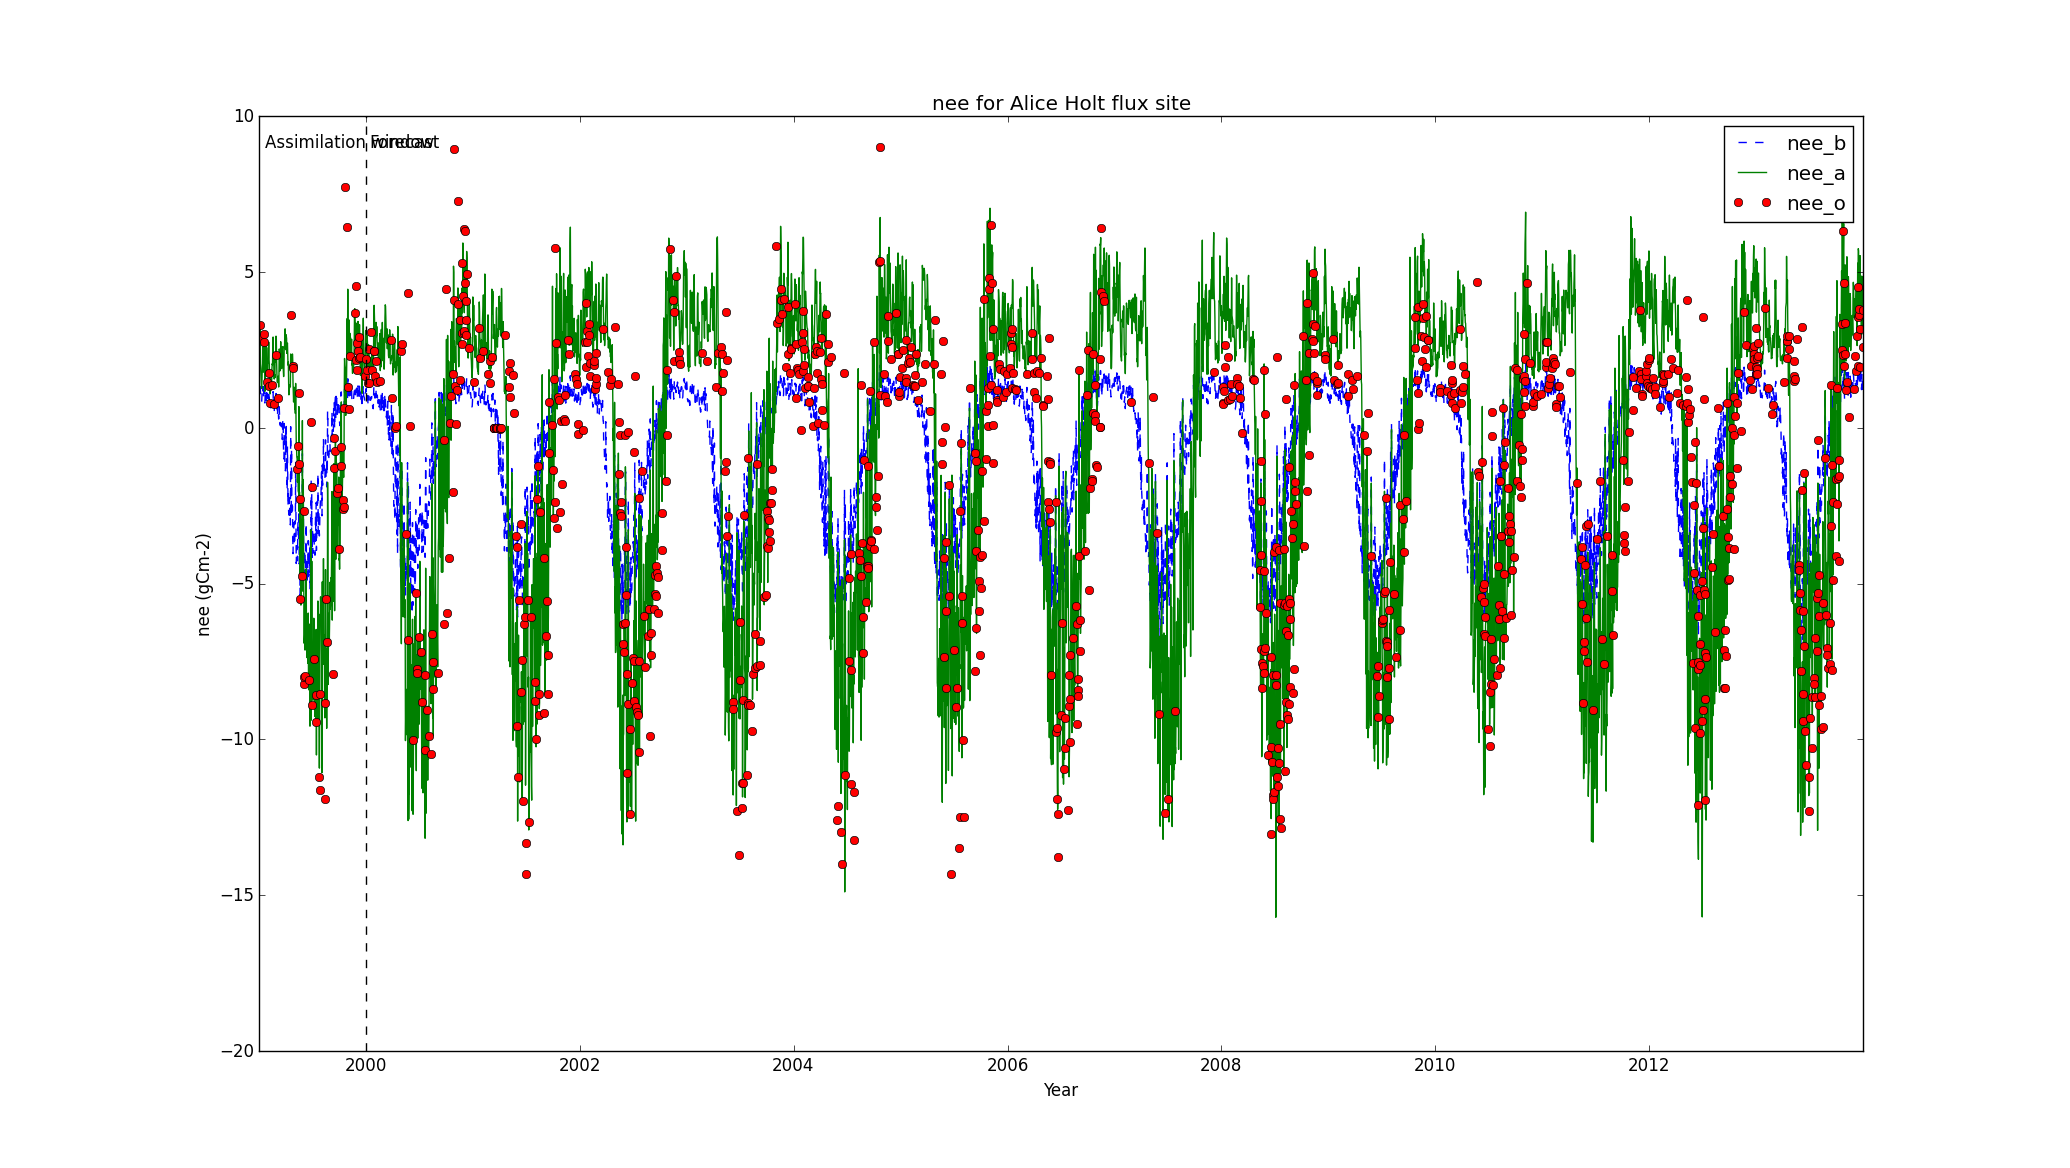 nee for Alice Holt flux site
10
5
0
−5
−10
−15
−20
nee (gCm-2)
Assimilation window
Forecast
nee_b
nee_a
nee_o
2000 2002 2004 2006 2008 2010 2012
Year